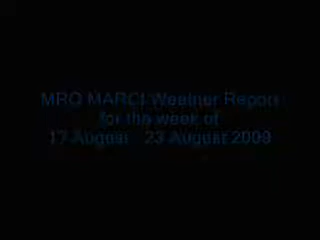 MRO MARCI Weather Report
for the week of
17 August - 23 August 2009